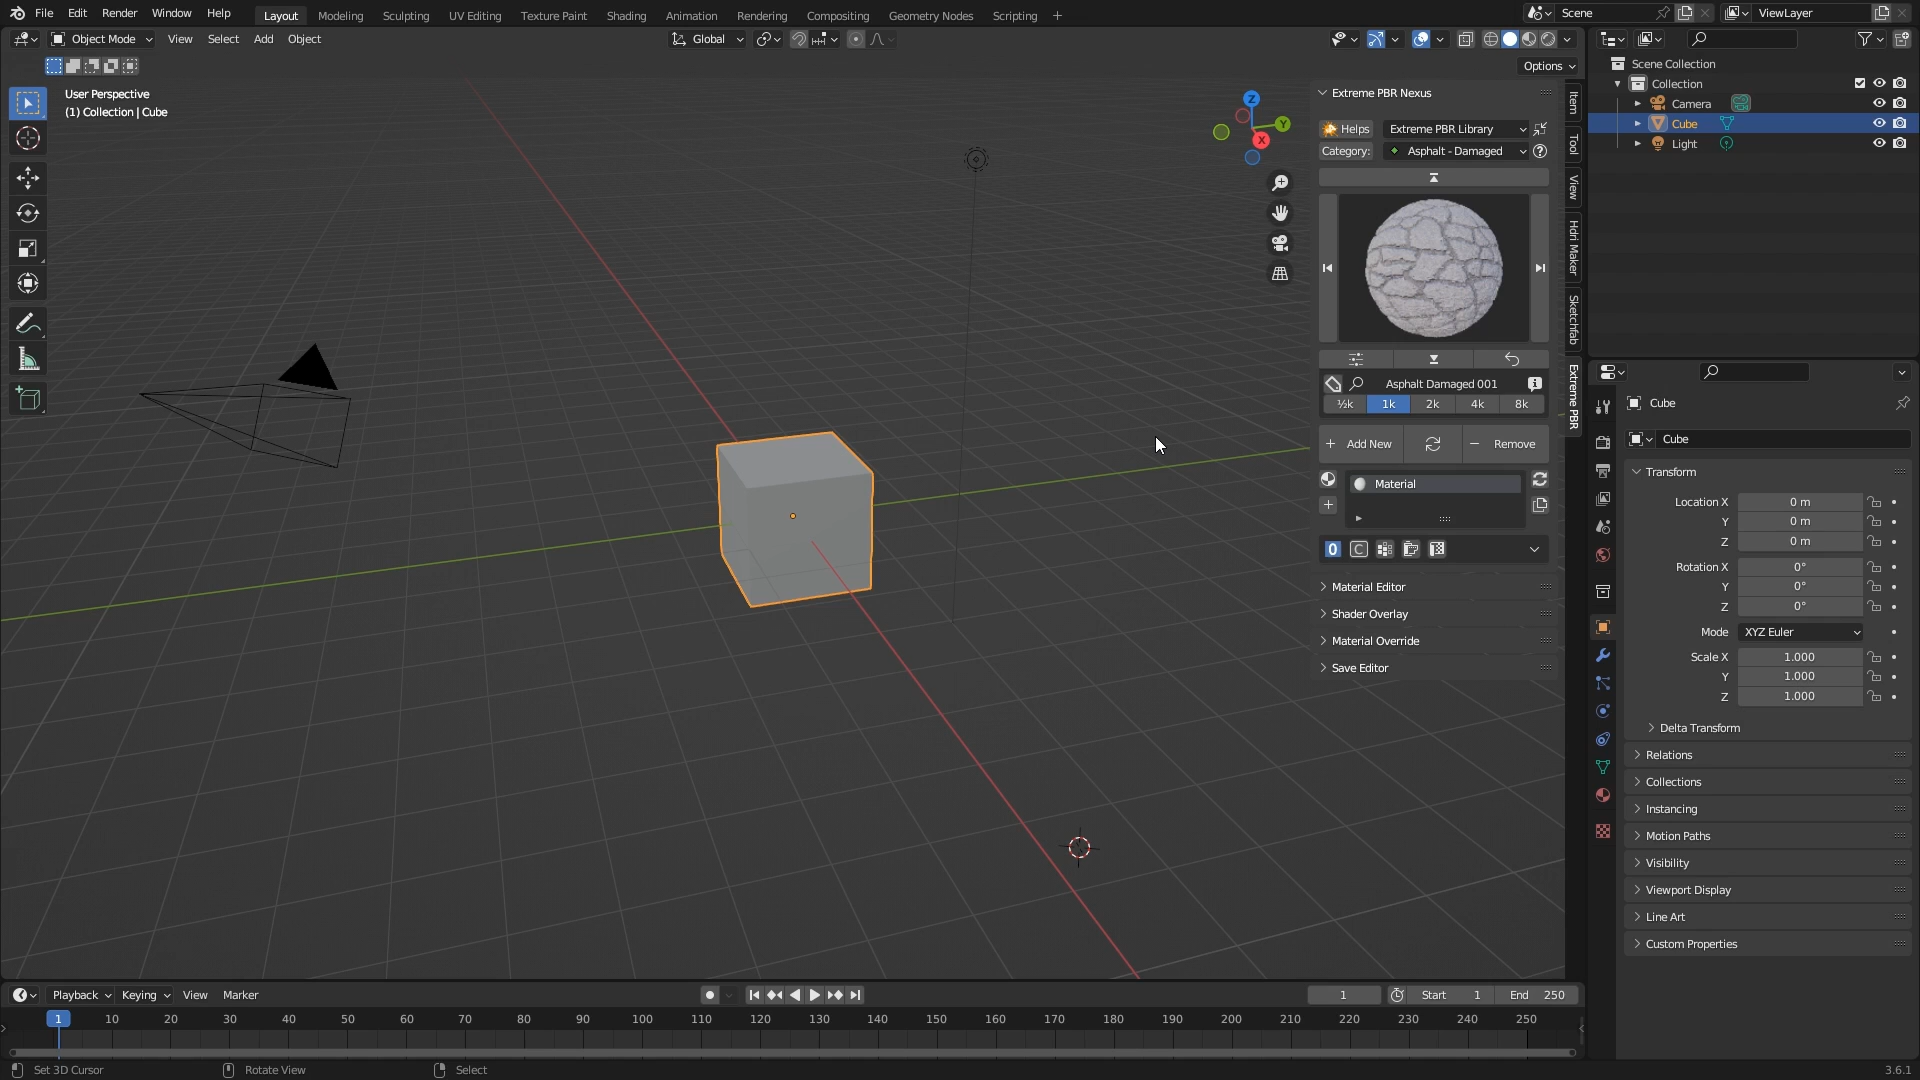 File Edit Render Window Help Layout Modeling Sculpting UV Editing Texture Paint Shading Animation Rendering Compositing Geometry Nodes Scripting + Scene ViewLayer
Object Mode View Select Add Object Global
Options
User Perspective
(1) Collection | Cube
Z
Y
X
Extreme PBR Nexus
Helps Extreme PBR Library
Category: Asphalt - Damaged
Asphalt Damaged 001
½k 1k 2k 4k 8k
Add New Remove
Material
0 C
Material Editor
Shader Overlay
Material Override
Save Editor
Item
Tool
View
Hdri Maker
Sketchfab
Extreme PBR
Scene Collection
Collection
Camera
Cube
Light
Cube
Cube
Transform
Location X 0 m
Y 0 m
Z 0 m
Rotation X 0°
Y 0°
Z 0°
Mode XYZ Euler
Scale X 1.000
Y 1.000
Z 1.000
Delta Transform
Relations
Collections
Instancing
Motion Paths
Visibility
Viewport Display
Line Art
Custom Properties
Playback Keying View Marker 1 Start 1 End 250
1 10 20 30 40 50 60 70 80 90 100 110 120 130 140 150 160 170 180 190 200 210 220 230 240 250
Set 3D Cursor Rotate View Select 3.6.1